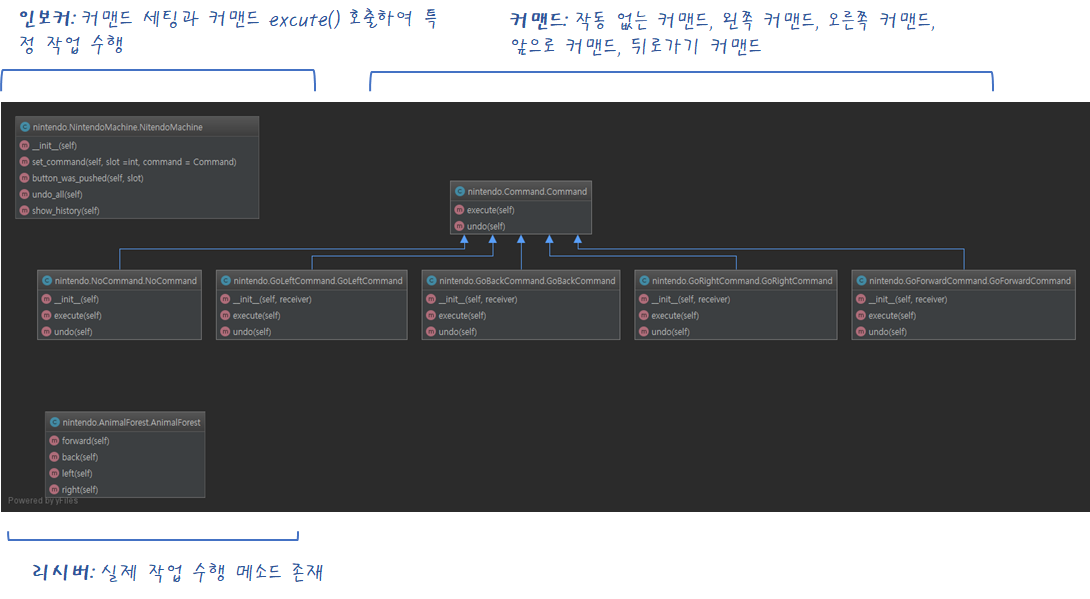 인보커: 커맨드 세팅과 커맨드 excute() 호출하여 특
정 작업 수행
커맨드: 작동 없는 커맨드, 왼쪽 커맨드, 오른쪽 커맨드,
앞으로 커맨드, 뒤로가기 커맨드
nintendo.NintendoMachine.NitendoMachine
__init__(self)
set_command(self, slot =int, command = Command)
button_was_pushed(self, slot)
undo_all(self)
show_history(self)
nintendo.Command.Command
execute(self)
undo(self)
nintendo.NoCommand.NoCommand
__init__(self)
execute(self)
undo(self)
nintendo.GoLeftCommand.GoLeftCommand
__init__(self, receiver)
execute(self)
undo(self)
nintendo.GoBackCommand.GoBackCommand
__init__(self, receiver)
execute(self)
undo(self)
nintendo.GoRightCommand.GoRightCommand
__init__(self, receiver)
execute(self)
undo(self)
nintendo.GoForwardCommand.GoForwardCommand
__init__(self, receiver)
execute(self)
undo(self)
nintendo.AnimalForest.AnimalForest
forward(self)
back(self)
left(self)
right(self)
Powered by yFiles
리시버: 실제 작업 수행 메소드 존재